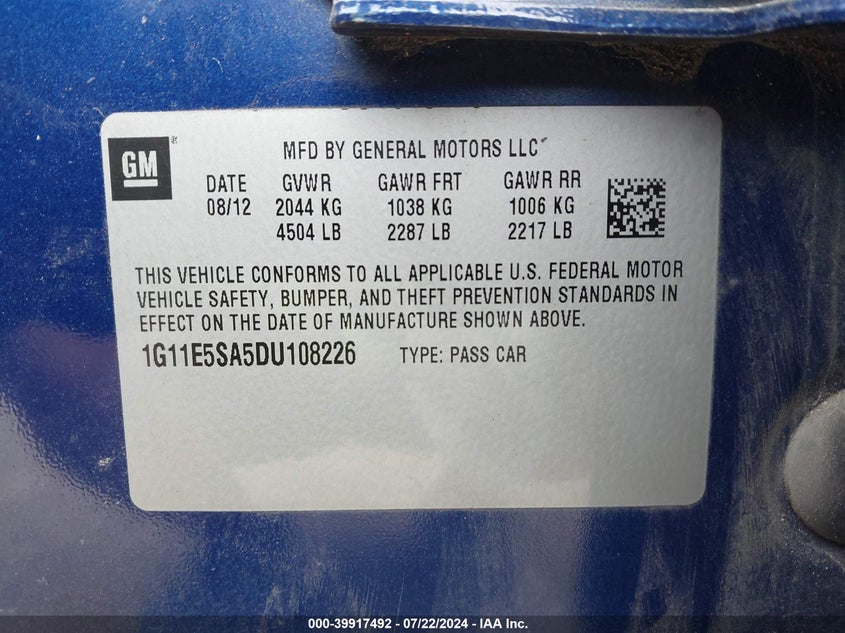 GM
MFD BY GENERAL MOTORS LLC
DATE GVWR GAWR FRT GAWR RR
08/12 2044 KG 1038 KG 1006 KG
4504 LB 2287 LB 2217 LB
THIS VEHICLE CONFORMS TO ALL APPLICABLE U.S. FEDERAL MOTOR
VEHICLE SAFETY, BUMPER, AND THEFT PREVENTION STANDARDS IN
EFFECT ON THE DATE OF MANUFACTURE SHOWN ABOVE.
1G11E5SA5DU108226 TYPE: PASS CAR
000-39917492 - 07/22/2024 - IAA Inc.